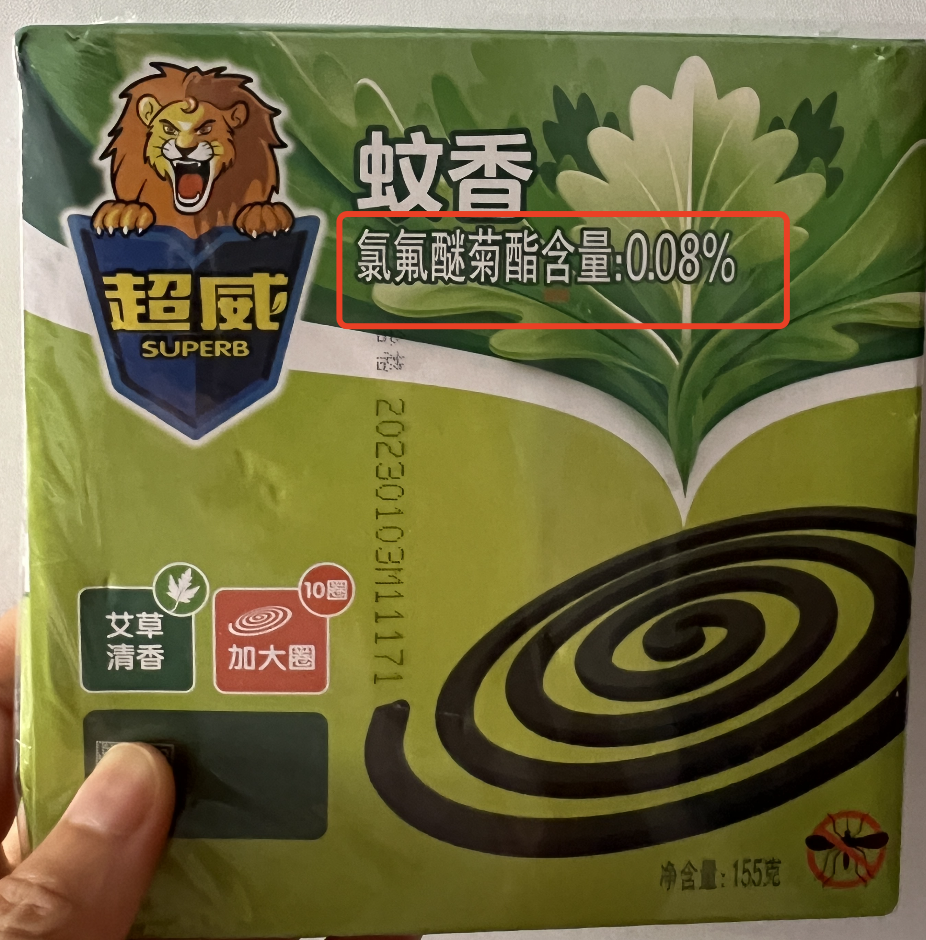 蚊香
氯氟醚菊酯含量:0.08%
超威
SUPERB
20230103M111171
10圈
艾草
清香
加大圈
净含量: 155克